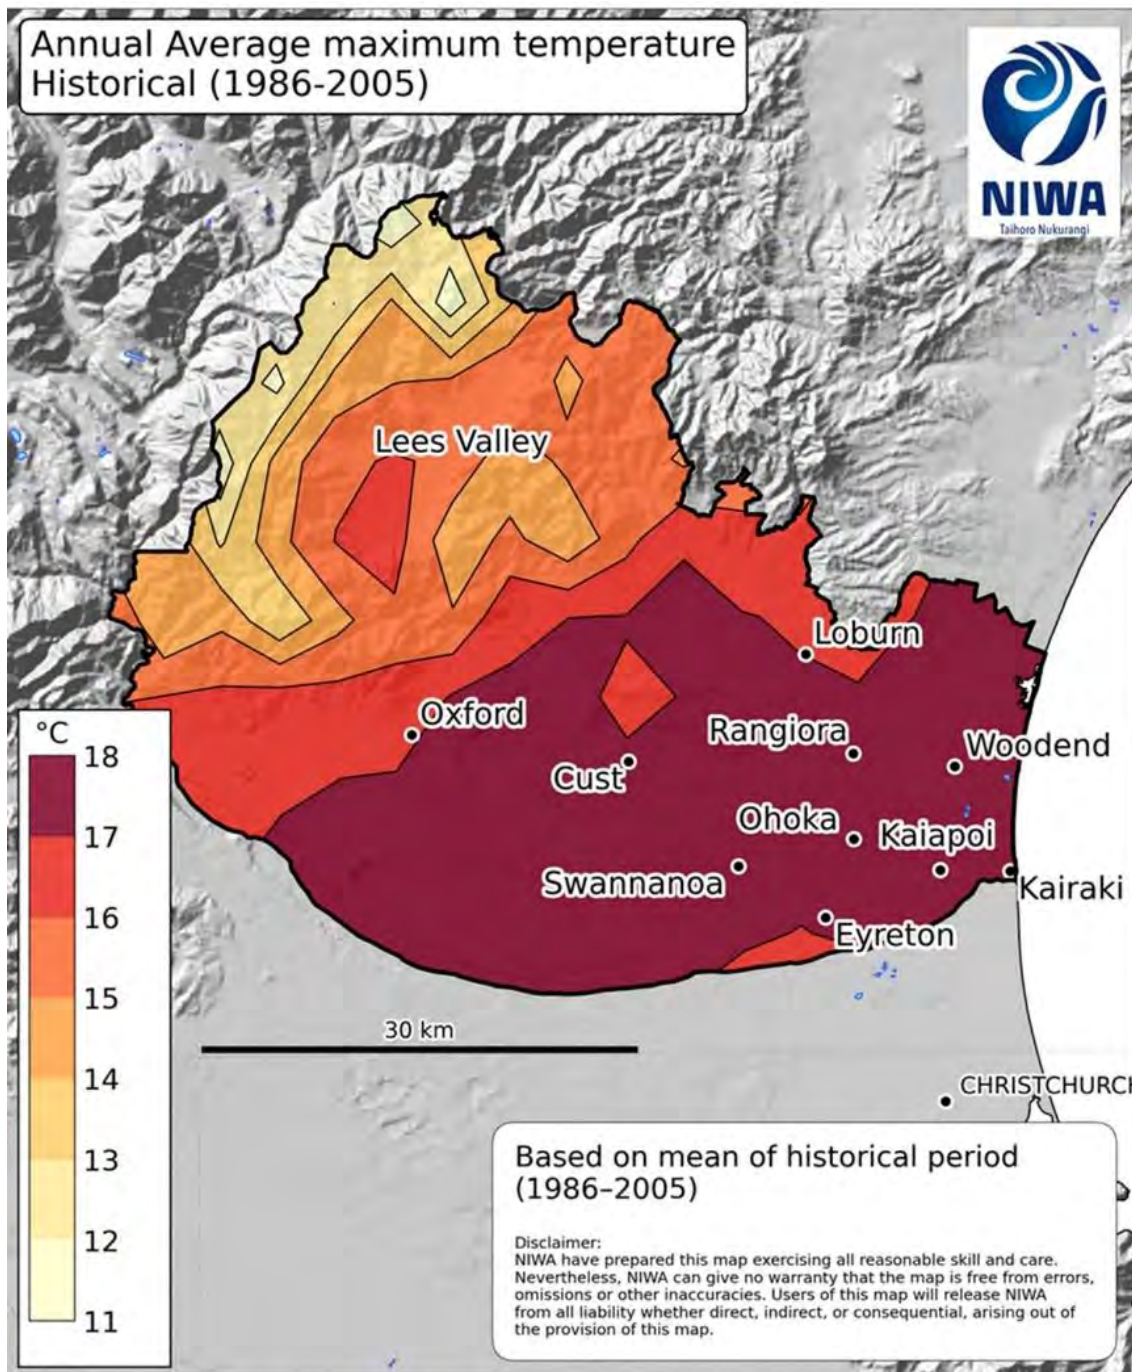 Annual Average maximum temperature
Historical (1986-2005)
NIWA
Taihoro Nukurangi
Lees Valley
Loburn
Oxford
Rangiora
Woodend
Cust
Ohoka
Kaiapoi
Swannanoa
Kairaki
Eyreton
°C
18
17
16
15
14
13
12
11
30 km
CHRISTCHURCH
Based on mean of historical period
(1986–2005)
Disclaimer:
NIWA have prepared this map exercising all reasonable skill and care.
Nevertheless, NIWA can give no warranty that the map is free from errors,
omissions or other inaccuracies. Users of this map will release NIWA
from all liability whether direct, indirect, or consequential, arising out of
the provision of this map.